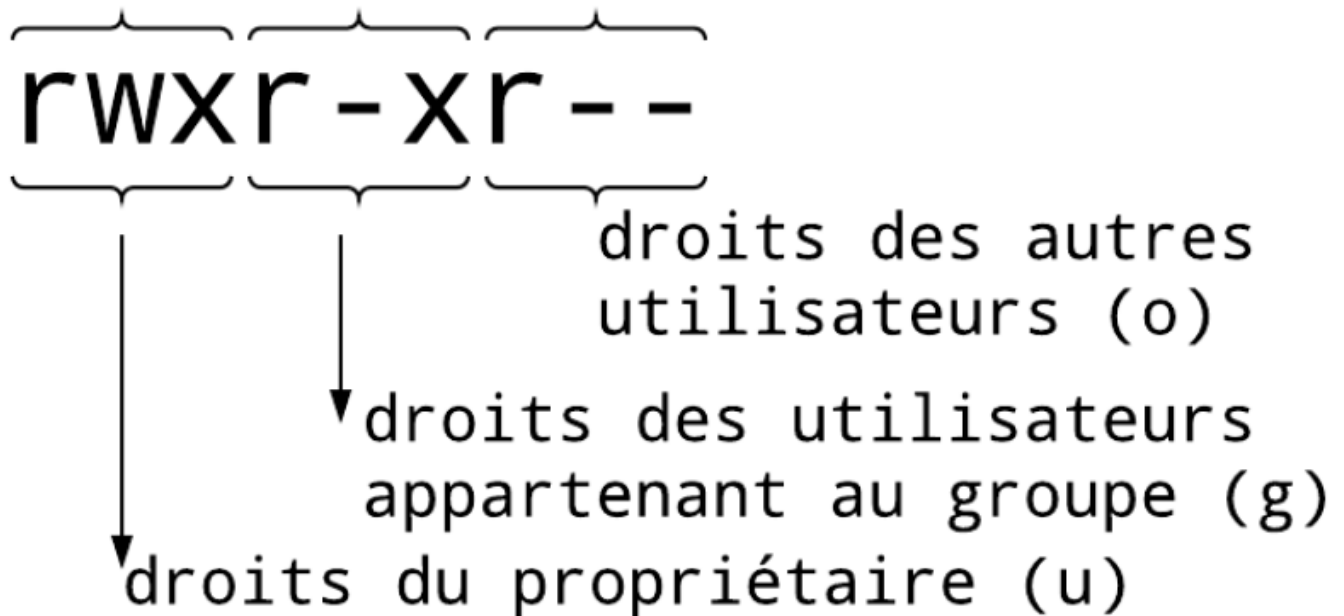 rwxr-xr--
droits des autres
utilisateurs (o)
droits des utilisateurs
appartenant au groupe (g)
droits du propriétaire (u)